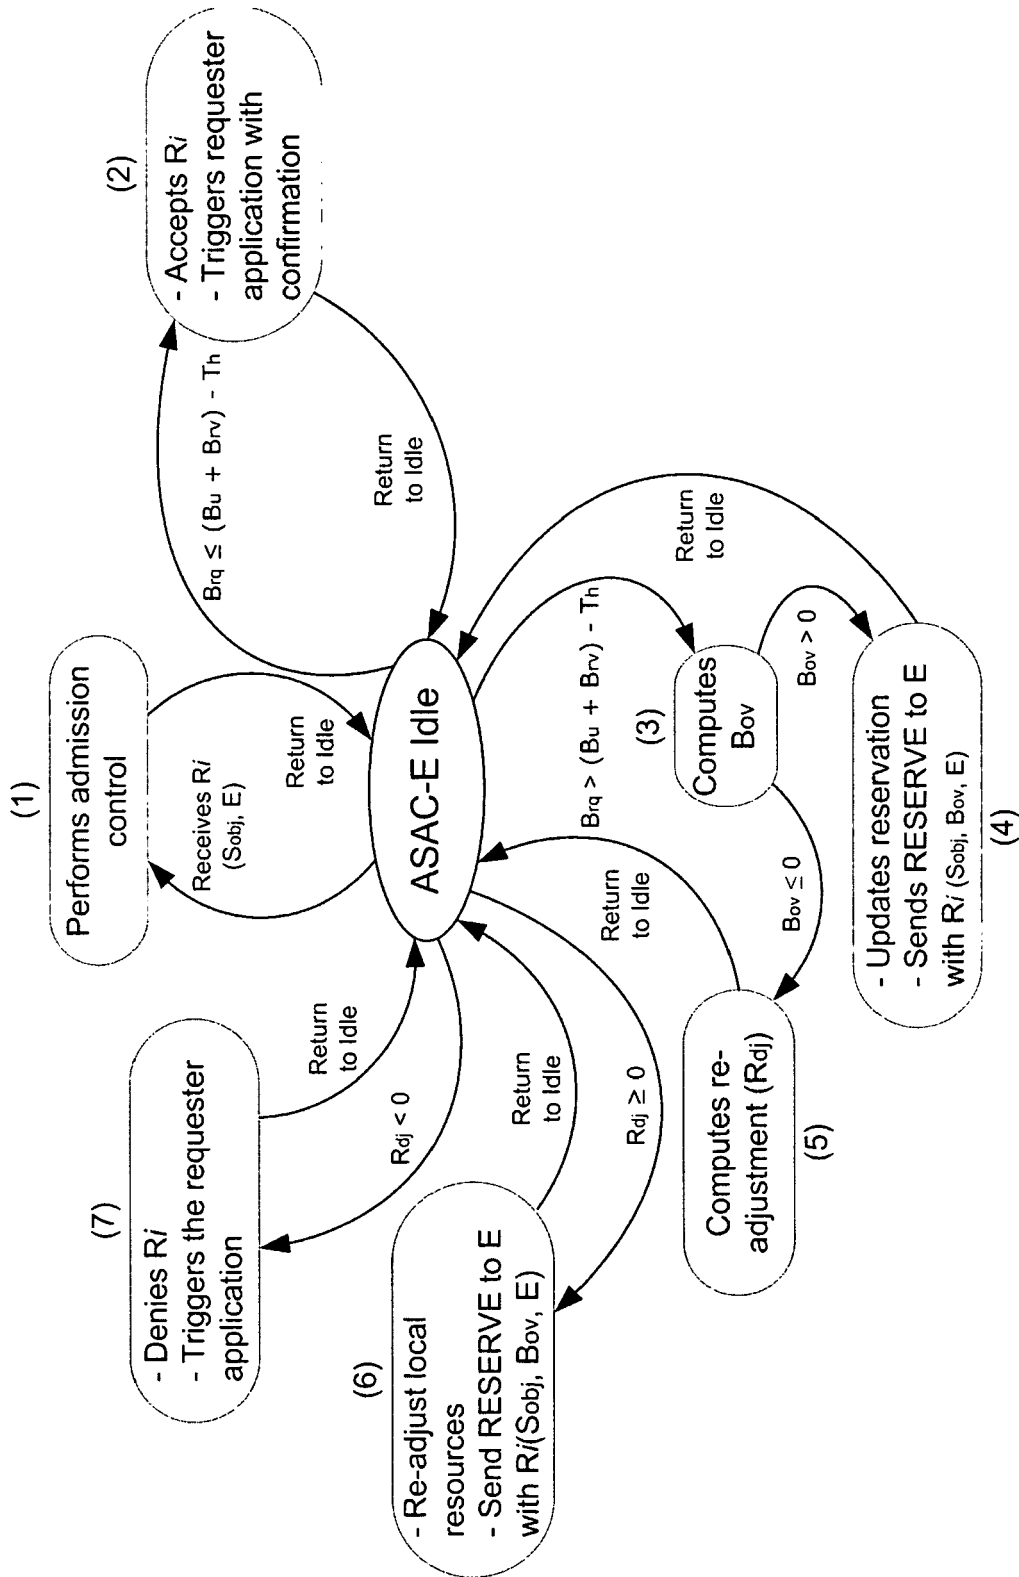 (1)
Performs admission
control
Receives Ri
(Sobj, E)
Return
to Idle
(2)
- Accepts Ri
- Triggers requester
application with
confirmation
Brq ≤ (Bu + Brv) - Th
Return
to Idle
ASAC-E Idle
(7)
- Denies Ri
- Triggers the requester
application
Return
to Idle
Rdj < 0
(6)
- Re-adjust local
resources
- Send RESERVE to E
with Ri(Sobj, Bov, E)
Return
to Idle
Rdj ≥ 0
Return
to Idle
Computes re-
adjustment (Rdj)
(5)
Brq > (Bu + Brv) - Th
(3)
Computes
Bov
Bov ≤ 0
Bov > 0
Return
to Idle
- Updates reservation
- Sends RESERVE to E
with Ri (Sobj, Bov, E)
(4)